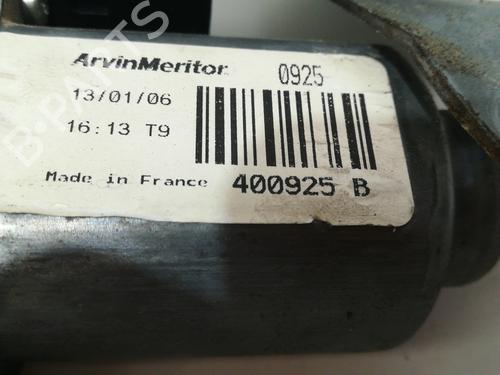 ArvinMeritor. 0925
13/01/06
16:13 T9
Made in France 400925 B
B-PARTS